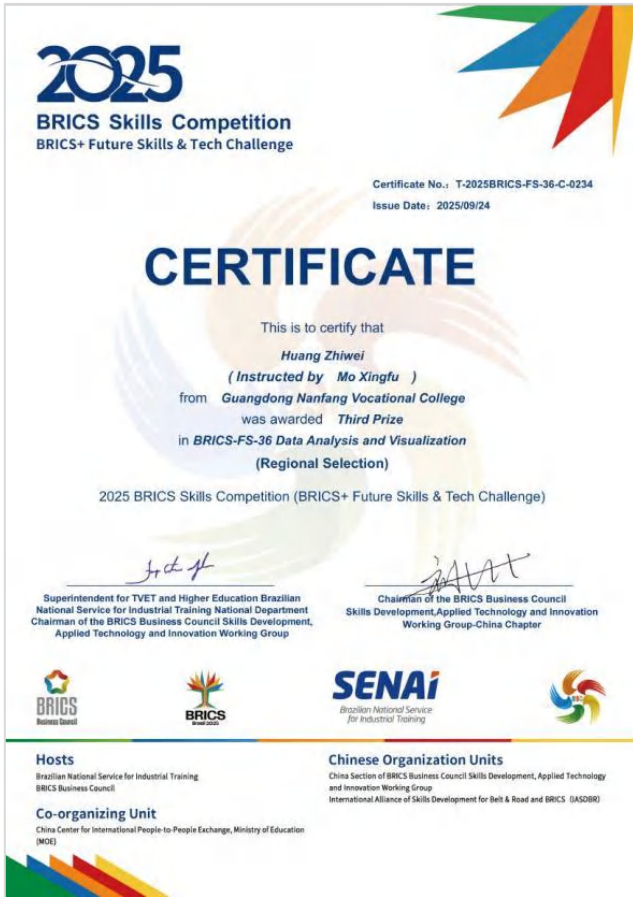 2025
BRICS Skills Competition
BRICS+ Future Skills & Tech Challenge
Certificate No.: T-2025BRICS-FS-36-C-0234
Issue Date: 2025/09/24
CERTIFICATE
This is to certify that
Huang Zhiwei
( Instructed by Mo Xingfu )
from Guangdong Nanfang Vocational College
was awarded Third Prize
in BRICS-FS-36 Data Analysis and Visualization
(Regional Selection)
2025 BRICS Skills Competition (BRICS+ Future Skills & Tech Challenge)
Superintendent for TVET and Higher Education Brazilian
National Service for Industrial Training National Department
Chairman of the BRICS Business Council Skills Development,
Applied Technology and Innovation Working Group
Chairman of the BRICS Business Council
Skills Development,Applied Technology and Innovation
Working Group-China Chapter
BRICS
Business Council
BRICS
Brasil 2025
SENAI
Brazilian National Service
for Industrial Training
Hosts
Brazilian National Service for Industrial Training
BRICS Business Council
Co-organizing Unit
China Center for International People-to-People Exchange, Ministry of Education
(MOE)
Chinese Organization Units
China Section of BRICS Business Council Skills Development, Applied Technology
and Innovation Working Group
International Alliance of Skills Development for Belt & Road and BRICS (IASDBR)